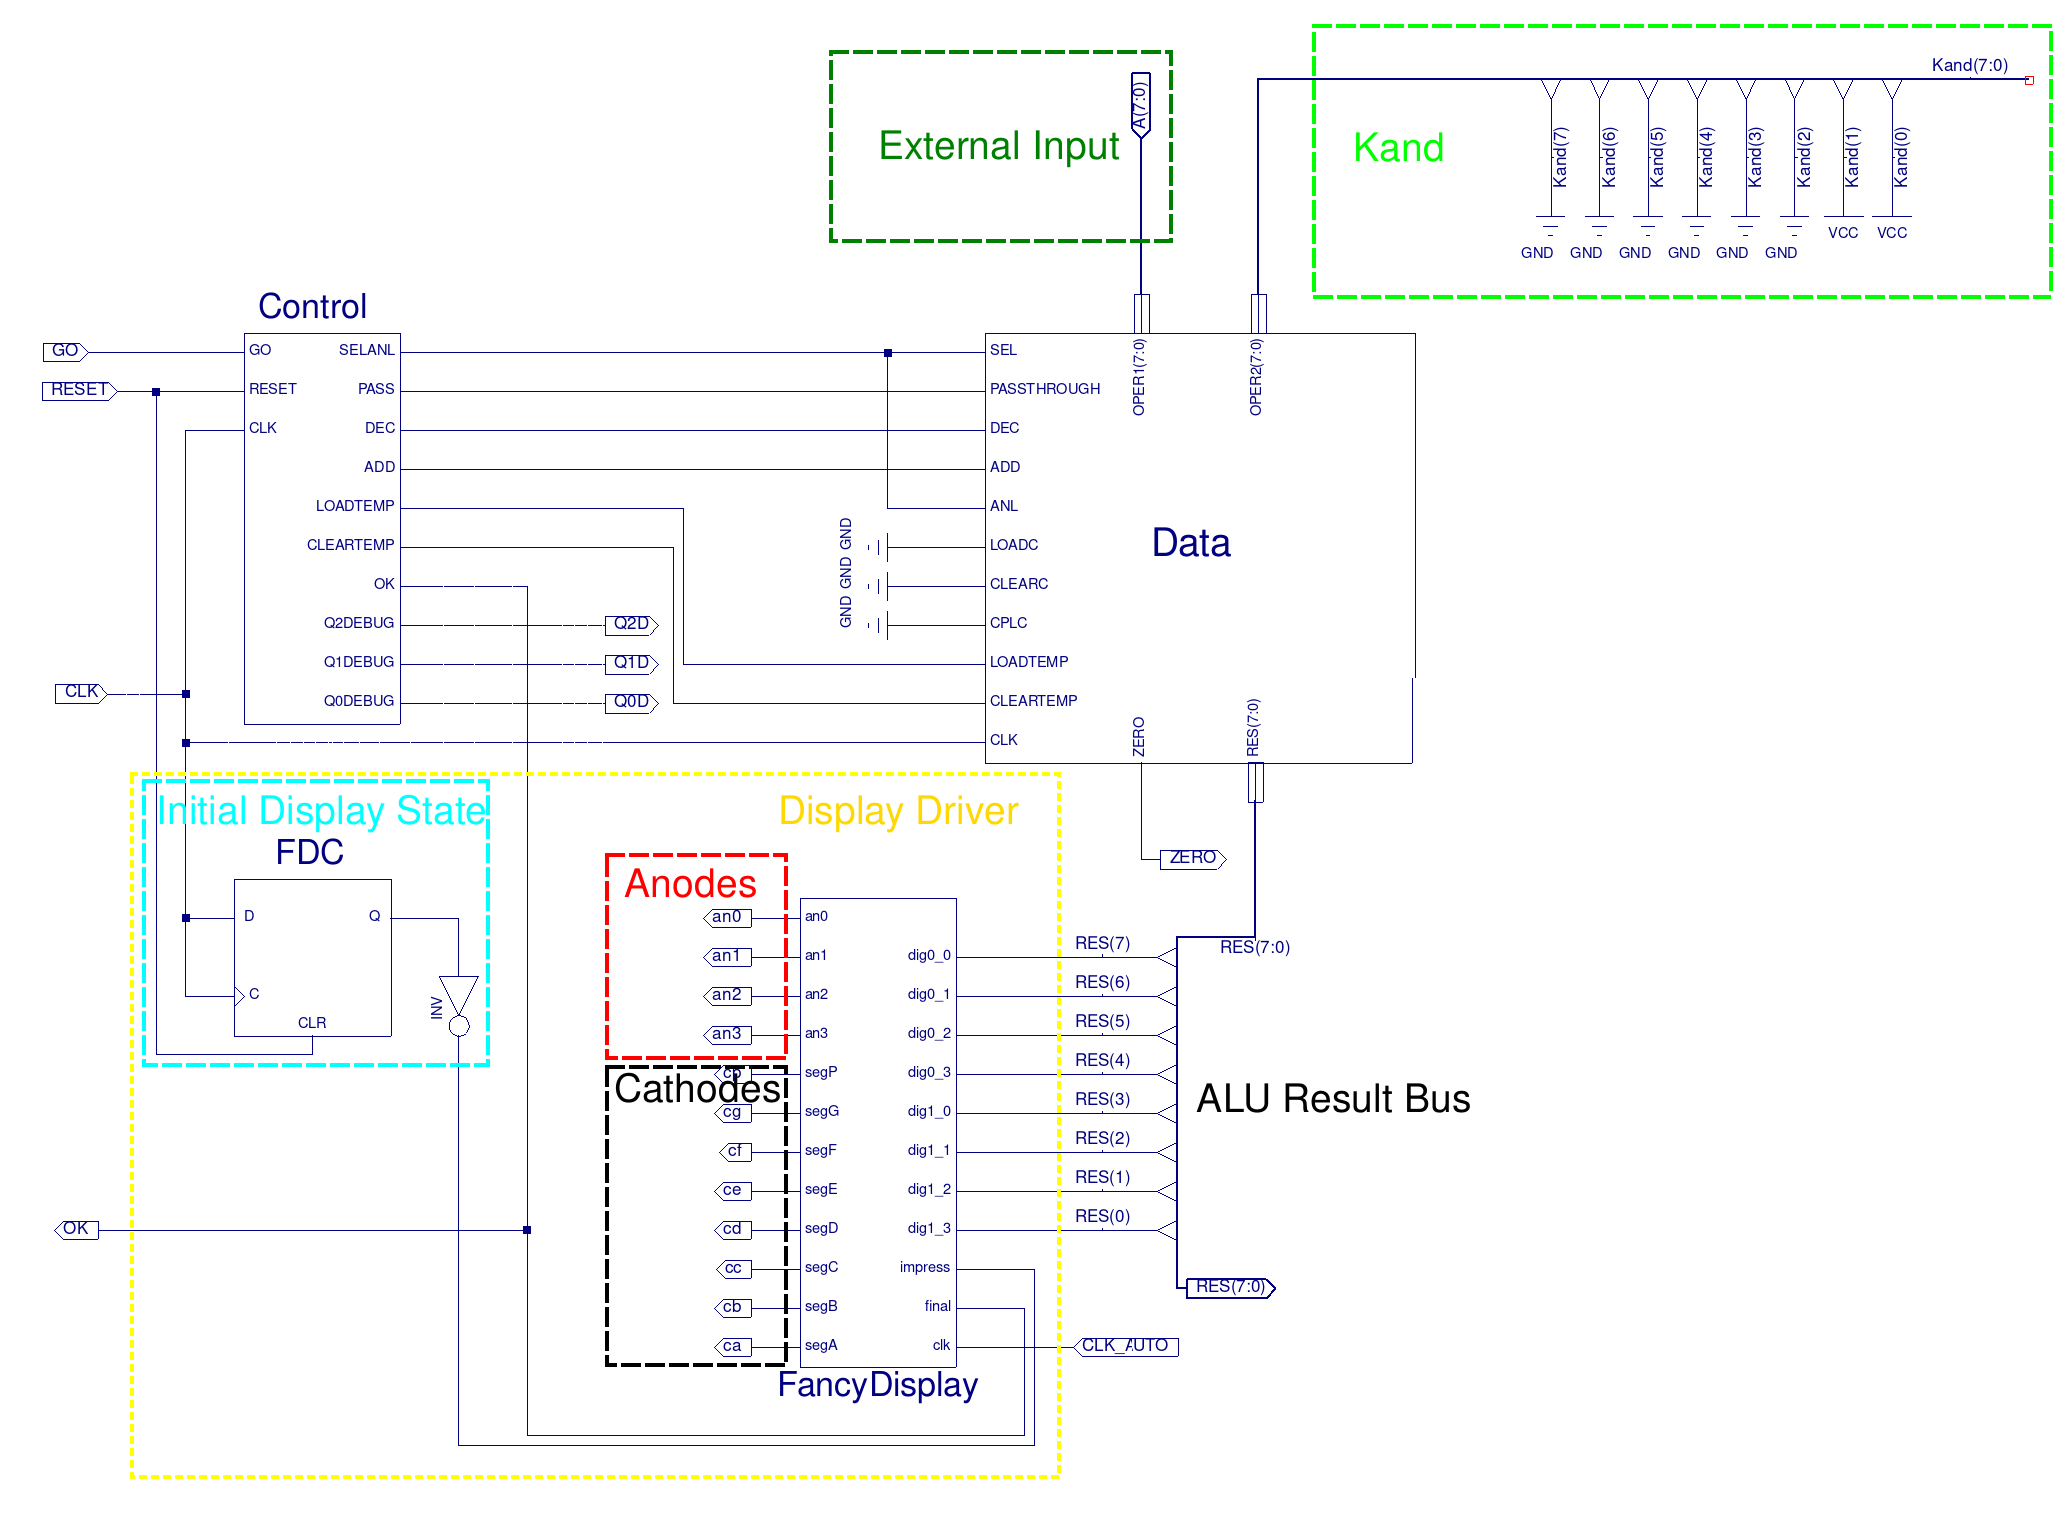 Kand(7:0)
A(7:0)
External Input
Kand
Kand(7)
Kand(6)
Kand(5)
Kand(4)
Kand(3)
Kand(2)
Kand(1)
Kand(0)
GND
GND
GND
GND
GND
GND
VCC
VCC
Control
GO
RESET
CLK
GO
RESET
CLK
SELANL
PASS
DEC
ADD
LOADTEMP
CLEARTEMP
OK
Q2DEBUG
Q1DEBUG
Q0DEBUG
Q2D
Q1D
Q0D
GND
GND
GND
SEL
PASSTHROUGH
DEC
ADD
ANL
LOADC
CLEARC
CPLC
LOADTEMP
CLEARTEMP
CLK
OPER1(7:0)
OPER2(7:0)
Data
ZERO
RES(7:0)
ZERO
Initial Display State
FDC
D
Q
C
CLR
INV
Display Driver
Anodes
an0
an1
an2
an3
Cathodes
cp
cg
cf
ce
cd
cc
cb
ca
an0
an1
an2
an3
segP
segG
segF
segE
segD
segC
segB
segA
dig0_0
dig0_1
dig0_2
dig0_3
dig1_0
dig1_1
dig1_2
dig1_3
impress
final
clk
FancyDisplay
RES(7)
RES(6)
RES(5)
RES(4)
RES(3)
RES(2)
RES(1)
RES(0)
RES(7:0)
ALU Result Bus
RES(7:0)
CLK_AUTO
OK